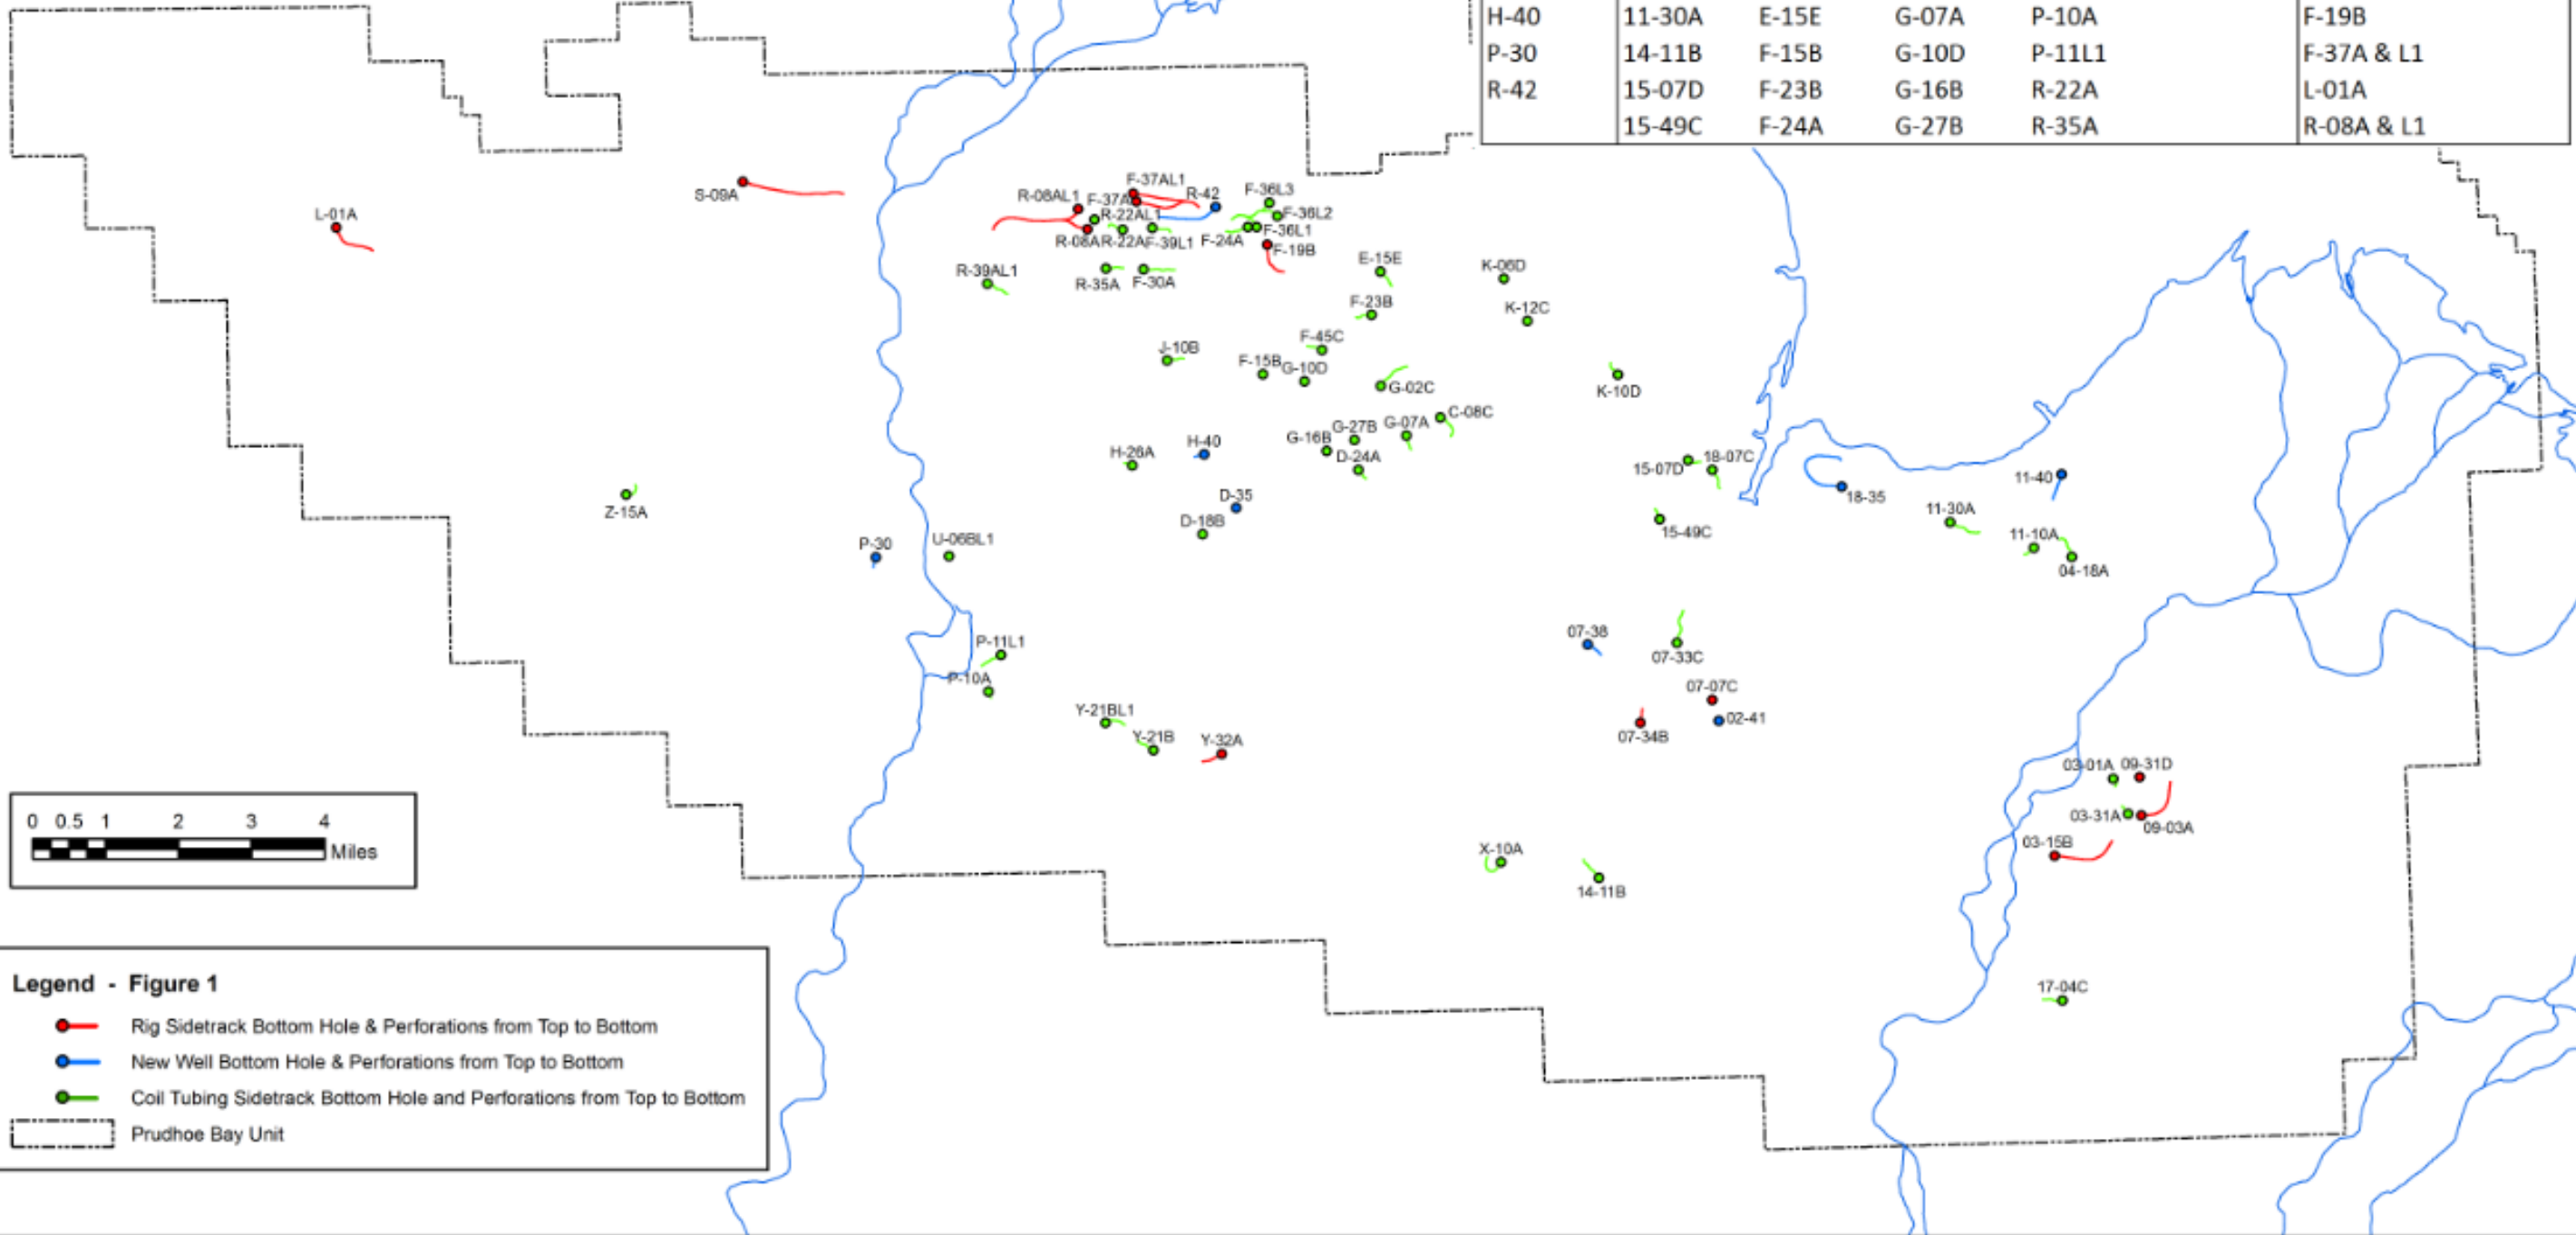 H-40 11-30A E-15E G-07A P-10A F-19B
P-30 14-11B F-15B G-10D P-11L1 F-37A & L1
R-42 15-07D F-23B G-16B R-22A L-01A
15-49C F-24A G-27B R-35A R-08A & L1
S-09A
L-01A
F-37AL1
R-08AL1
F-37A
R-42
F-36L3
R-22AL1
F-36L2
R-08A
R-22A
F-39L1
F-24A
F-36L1
F-19B
R-39AL1
R-35A
F-30A
E-15E
K-06D
F-23B
K-12C
J-10B
F-45C
F-15B
G-10D
G-02C
K-10D
C-08C
G-07A
G-27B
G-16B
H-26A
H-40
D-24A
15-07D
18-07C
11-40
18-35
Z-15A
D-35
D-18B
11-30A
15-49C
11-10A
P-30
U-06BL1
04-18A
P-11L1
07-38
07-33C
P-10A
07-07C
Y-21BL1
02-41
Y-21B
Y-32A
07-34B
03-01A
09-31D
03-31A
09-03A
03-15B
X-10A
14-11B
17-04C
0 0.5 1 2 3 4
Miles
Legend - Figure 1
Rig Sidetrack Bottom Hole & Perforations from Top to Bottom
New Well Bottom Hole & Perforations from Top to Bottom
Coil Tubing Sidetrack Bottom Hole and Perforations from Top to Bottom
Prudhoe Bay Unit